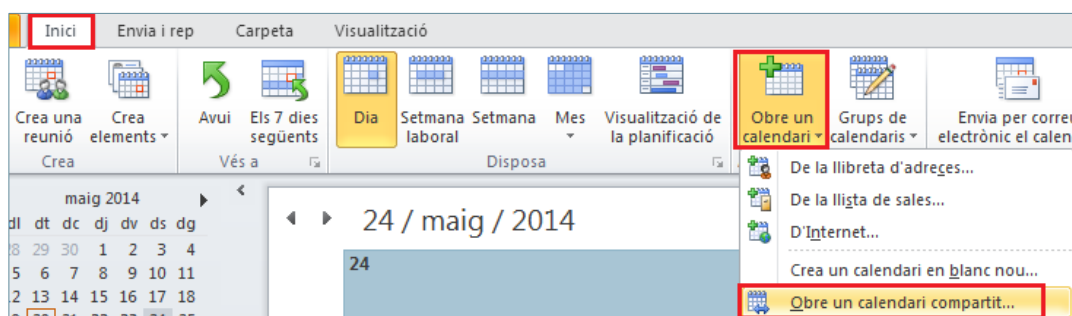 Inici Envia i rep Carpeta Visualització
Crea una reunió
Crea elements
Avui
Els 7 dies següents
Dia
Setmana laboral
Setmana
Mes
Visualització de la planificació
Obre un calendari
Grups de calendaris
Envia per electrònic el
Crea Vés a Disposa
De la llibreta d'adreces...
De la llista de sales...
D'Internet...
Crea un calendari en blanc nou...
Obre un calendari compartit...
maig 2014
dl dt dc dj dv ds dg
29 30 1 2 3 4
5 6 7 8 9 10 11
13 14 15 16 17 18
24 / maig / 2014
24